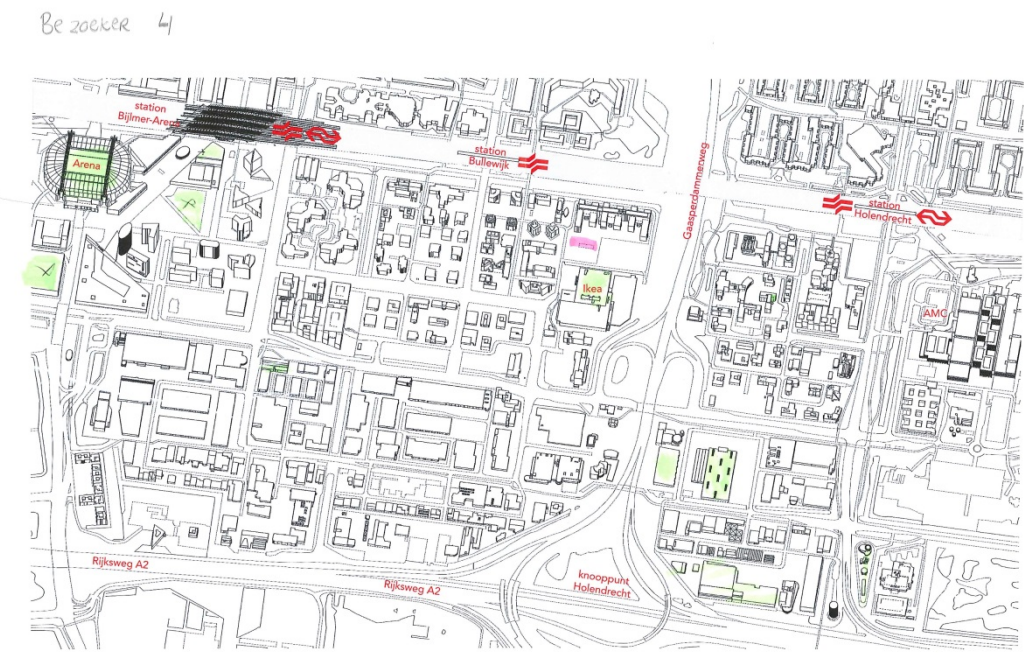 Bezoeker 4
station
Bijlmer-Arena
Arena
station
Bullewijk
Gaasperdammerweg
station
Holendrecht
Ikea
AMC
Rijksweg A2
Rijksweg A2
knooppunt
Holendrecht